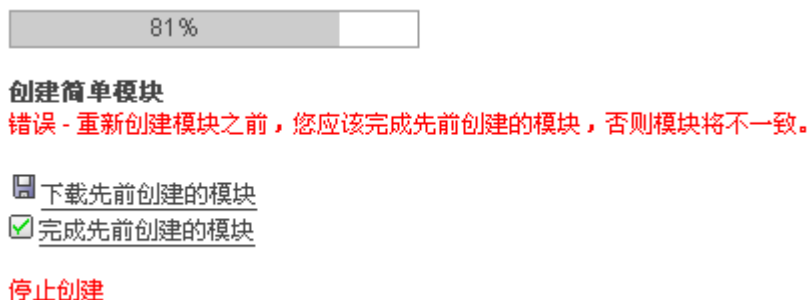 81%
创建简单模块
错误 - 重新创建模块之前，您应该完成先前创建的模块，否则模块将不一致。
下载先前创建的模块
完成先前创建的模块
停止创建